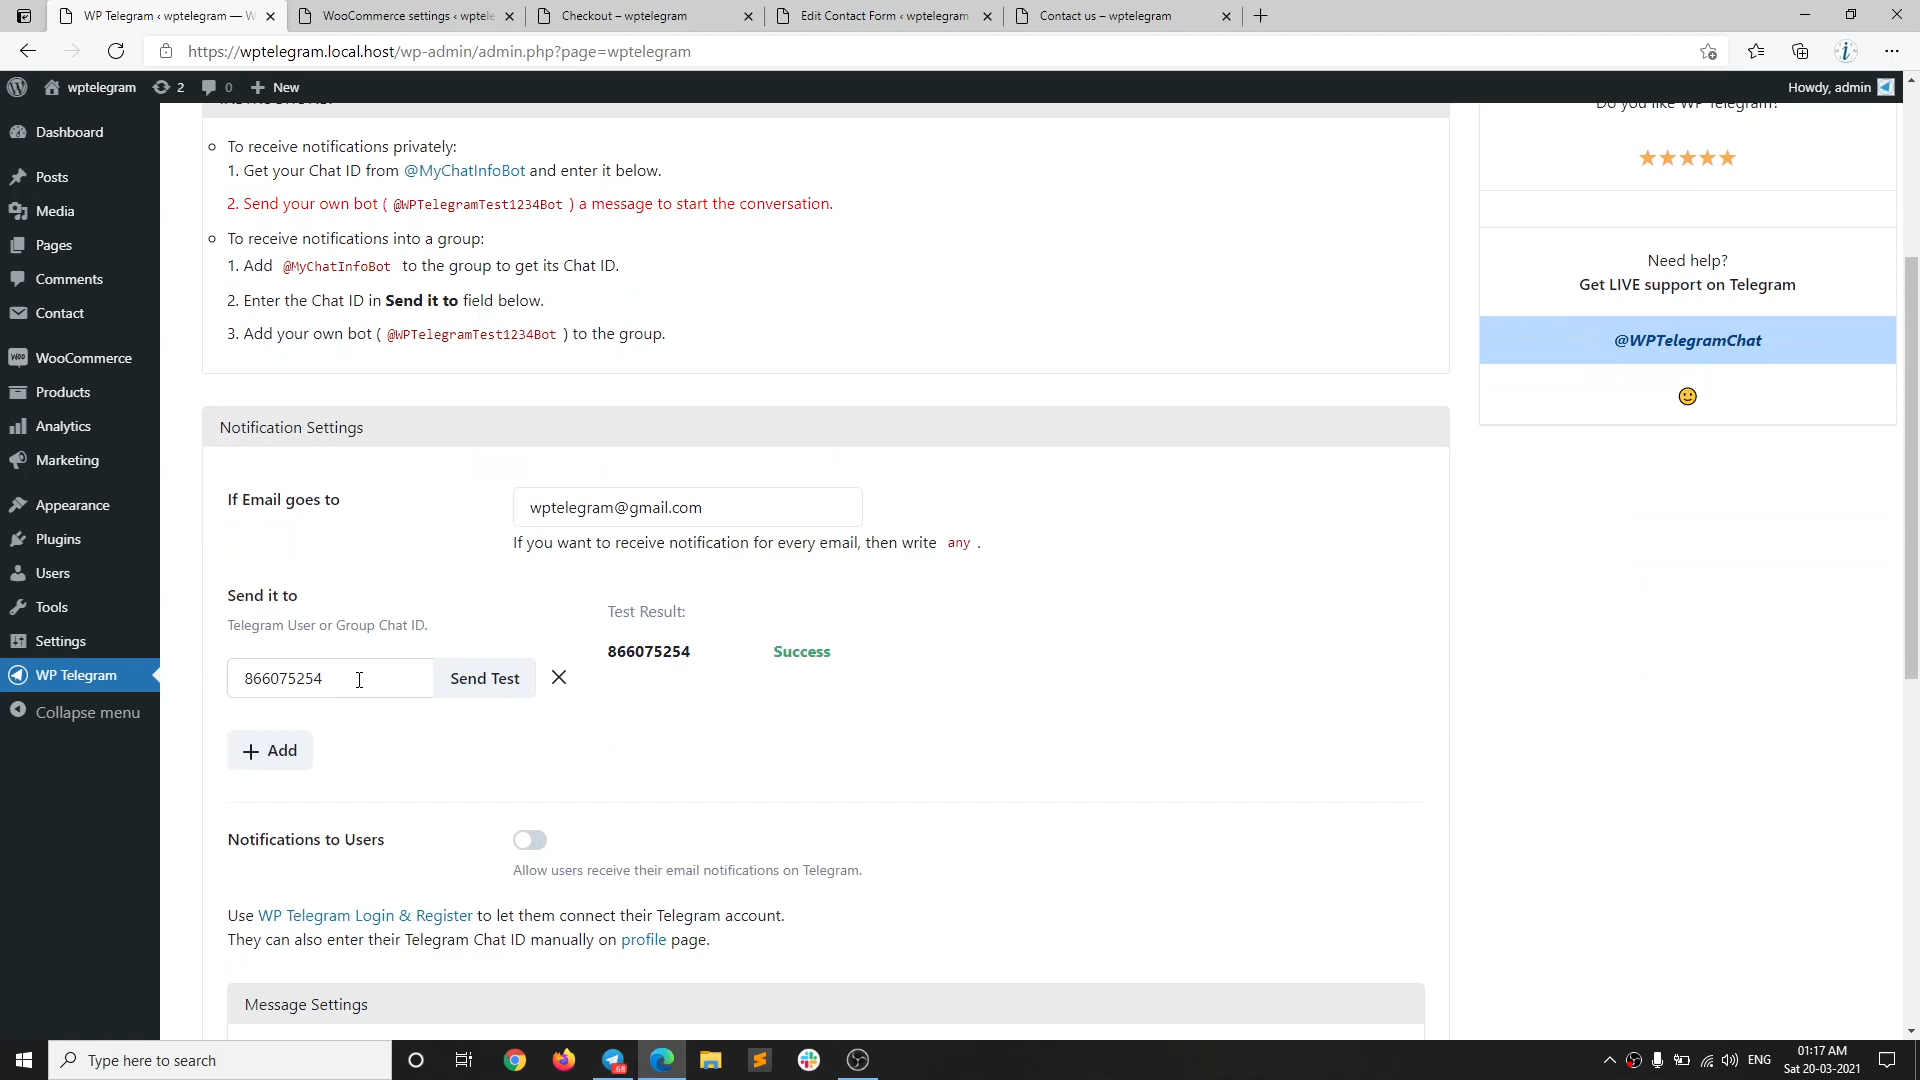 WP Telegram ‹ wptelegram — W
WooCommerce settings ‹ wptele
Checkout – wptelegram
Edit Contact Form ‹ wptelegram
Contact us – wptelegram
https://wptelegram.local.host/wp-admin/admin.php?page=wptelegram
wptelegram
2
0
New
Howdy, admin
Dashboard
Posts
Media
Pages
Comments
Contact
WooCommerce
Products
Analytics
Marketing
Appearance
Plugins
Users
Tools
Settings
WP Telegram
Collapse menu
To receive notifications privately:
1. Get your Chat ID from @MyChatInfoBot and enter it below.
2. Send your own bot ( @WPTelegramTest1234Bot ) a message to start the conversation.
To receive notifications into a group:
1. Add @MyChatInfoBot to the group to get its Chat ID.
2. Enter the Chat ID in Send it to field below.
3. Add your own bot ( @WPTelegramTest1234Bot ) to the group.
Notification Settings
If Email goes to
wptelegram@gmail.com
If you want to receive notification for every email, then write any .
Send it to
Telegram User or Group Chat ID.
Test Result:
866075254 Success
866075254
Send Test
Add
Notifications to Users
Allow users receive their email notifications on Telegram.
Use WP Telegram Login & Register to let them connect their Telegram account.
They can also enter their Telegram Chat ID manually on profile page.
Message Settings
Do you like WP Telegram?
Need help?
Get LIVE support on Telegram
@WPTelegramChat
Type here to search
68
ENG
01:17 AM
Sat 20-03-2021